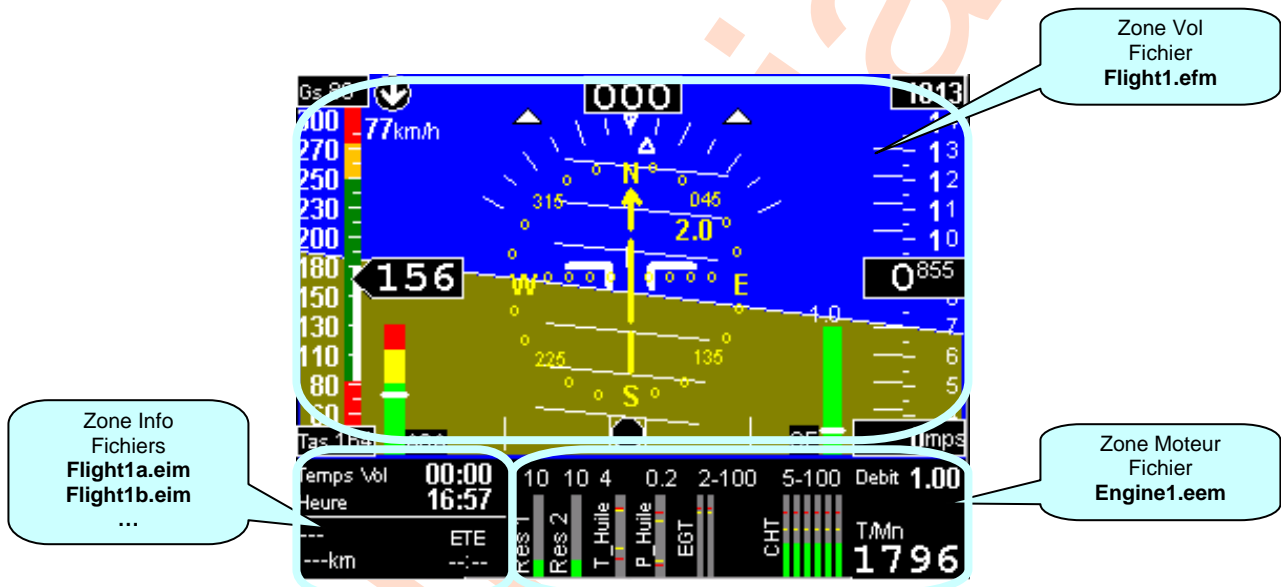 Zone Vol
Fichier
Flight1.efm
000
1013
300
77km/h
270
13
250
12
N
315
045
230
11
2.0
200
10
180
156
W
E
0855
150
1.0
130
7
110
225
135
6
80
5
S
Zone Info
Fichiers
Flight1a.eim
Flight1b.eim
...
Zone Moteur
Fichier
Engine1.eem
Temps Vol 00:00
Heure 16:57
---
ETE
---km
--:--
10 10 4 0.2 2-100 5-100 Debit 1.00
Res 1
Res 2
T_Huile
P_Huile
EGT
CHT
T/Mn
1796